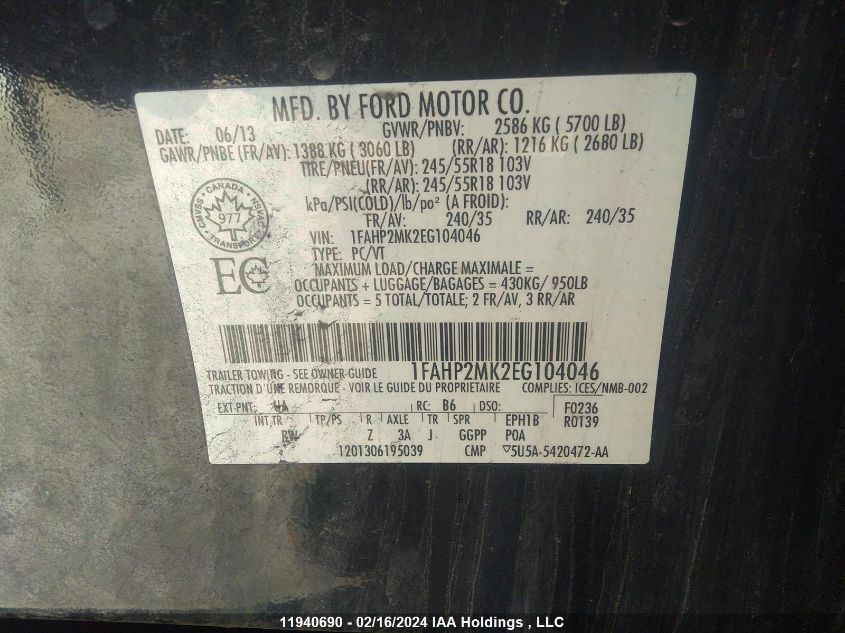 MFD. BY FORD MOTOR CO.
DATE: 06/13 GVWR/PNBV: 2586 KG ( 5700 LB)
GAWR/PNBE (FR/AV): 1388 KG ( 3060 LB) (RR/AR): 1216 KG ( 2680 LB)
TIRE/PNEU(FR/AV): 245/55R18 103V
(RR/AR): 245/55R18 103V
kPa/PSI(COLD)/lb/po² (A FROID):
FR/AV: 240/35 RR/AR: 240/35
CANADA
CMVSS NSVAC
977
TRANSPORT
VIN: 1FAHP2MK2EG104046
TYPE: PC/VT
EC
MAXIMUM LOAD/CHARGE MAXIMALE =
OCCUPANTS + LUGGAGE/BAGAGES = 430KG/ 950LB
OCCUPANTS = 5 TOTAL/TOTALE; 2 FR/AV, 3 RR/AR
TRAILER TOWING - SEE OWNER GUIDE 1FAHP2MK2EG104046
TRACTION D'UNE REMORQUE - VOIR LE GUIDE DU PROPRIETAIRE COMPLIES: ICES/NMB-002
EXT PNT: UA RC: B6 DSO: F0236
INT TR TP/PS R AXLE TR SPR EPH1B R0139
RW Z 3A J GGPP POA
1201306195039 CMP ▽5U5A-5420472-AA
11940690 - 02/16/2024 IAA Holdings , LLC